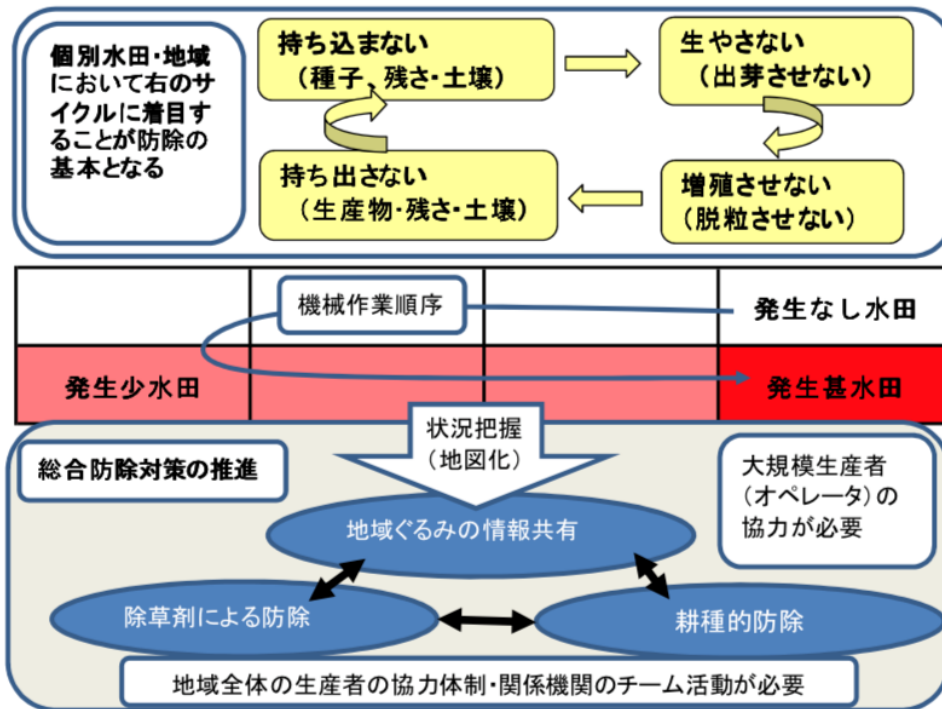 個別水田・地域
において右のサ
イクルに着目す
ることが防除の
基本となる
持ち込まない
（種子、残さ・土壌）
生やさない
（出芽させない）
増殖させない
（脱粒させない）
持ち出さない
（生産物・残さ・土壌）
機械作業順序
発生なし水田
発生少水田
発生甚水田
状況把握
（地図化）
総合防除対策の推進
大規模生産者
（オペレータ）の
協力が必要
地域ぐるみの情報共有
除草剤による防除
耕種的防除
地域全体の生産者の協力体制・関係機関のチーム活動が必要